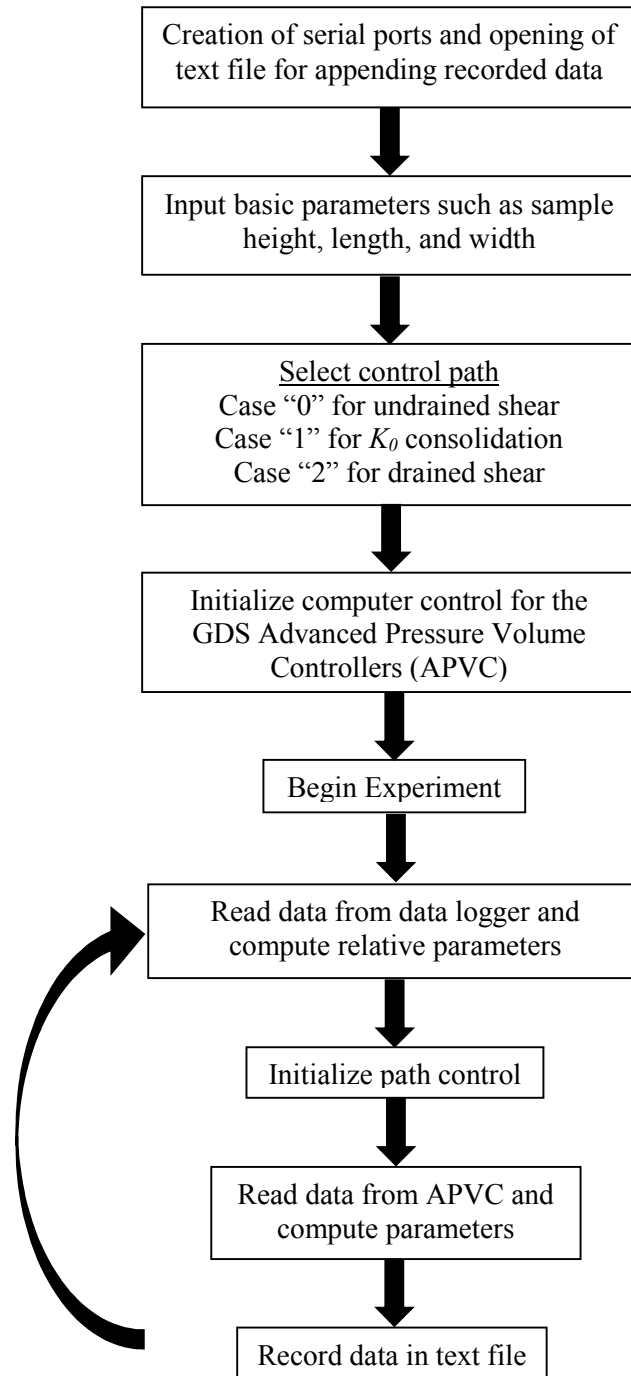 Creation of serial ports and opening of
text file for appending recorded data
Input basic parameters such as sample
height, length, and width
Select control path
Case “0” for undrained shear
Case “1” for K0 consolidation
Case “2” for drained shear
Initialize computer control for the
GDS Advanced Pressure Volume
Controllers (APVC)
Begin Experiment
Read data from data logger and
compute relative parameters
Initialize path control
Read data from APVC and
compute parameters
Record data in text file